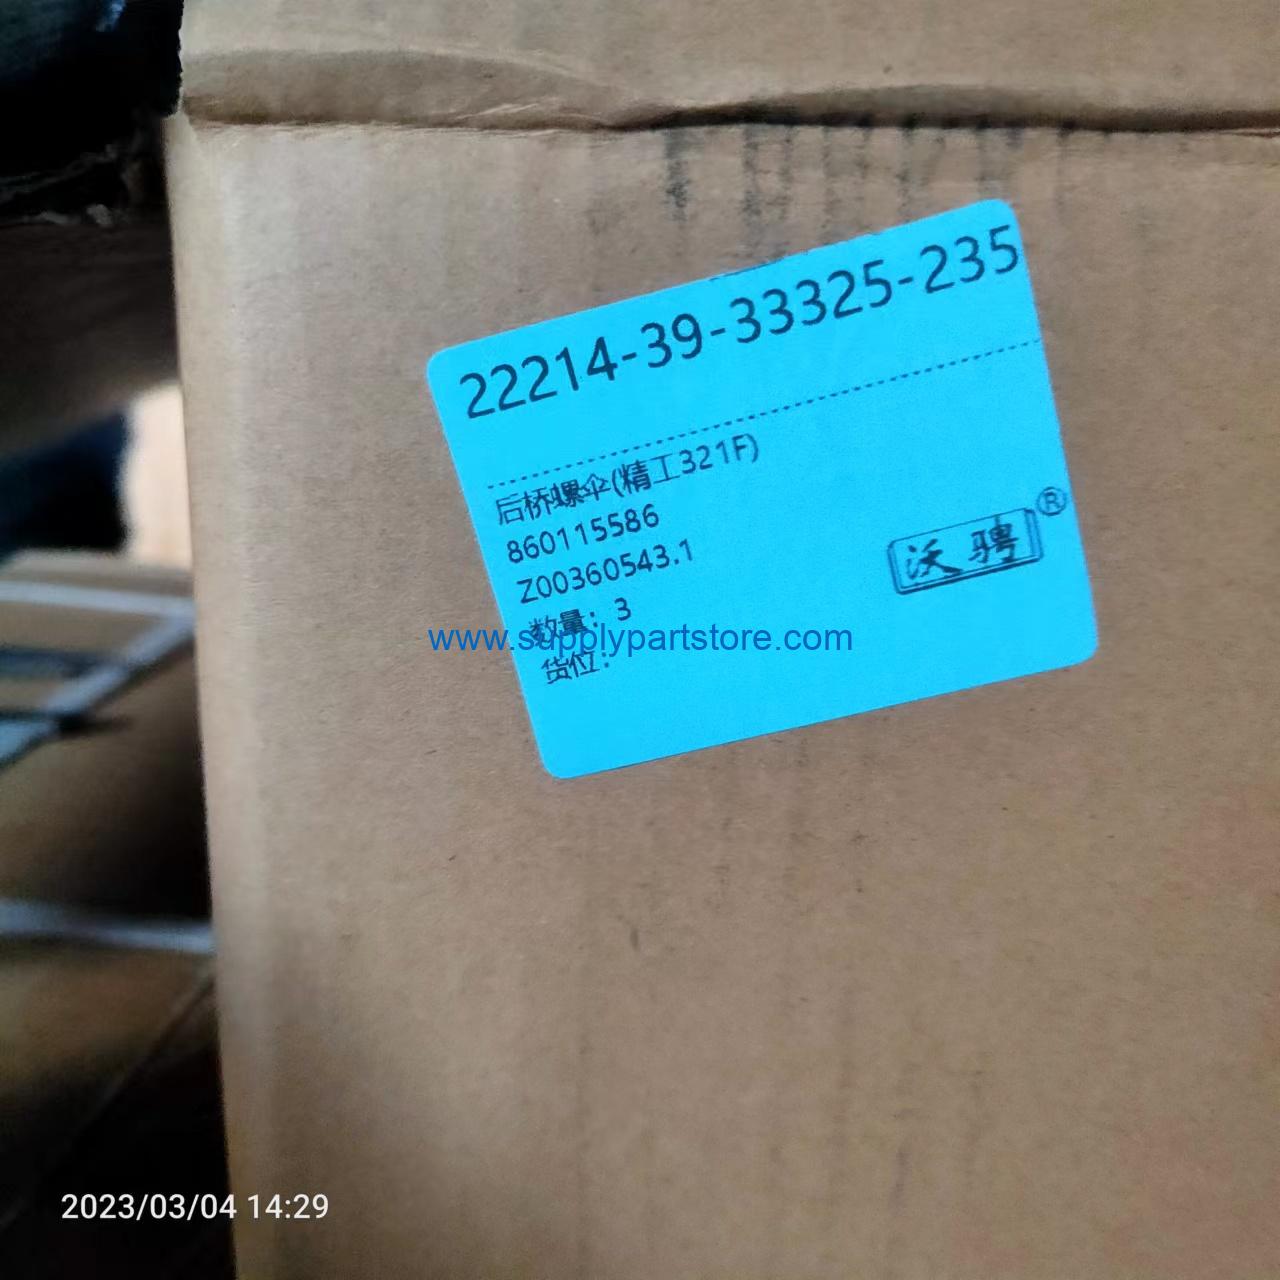 22214-39-33325-235
后桥螺伞(精工321F)
860115586
Z00360543.1
数量: 3
货位:
沃骋®
www.supplypartstore.com
2023/03/04 14:29